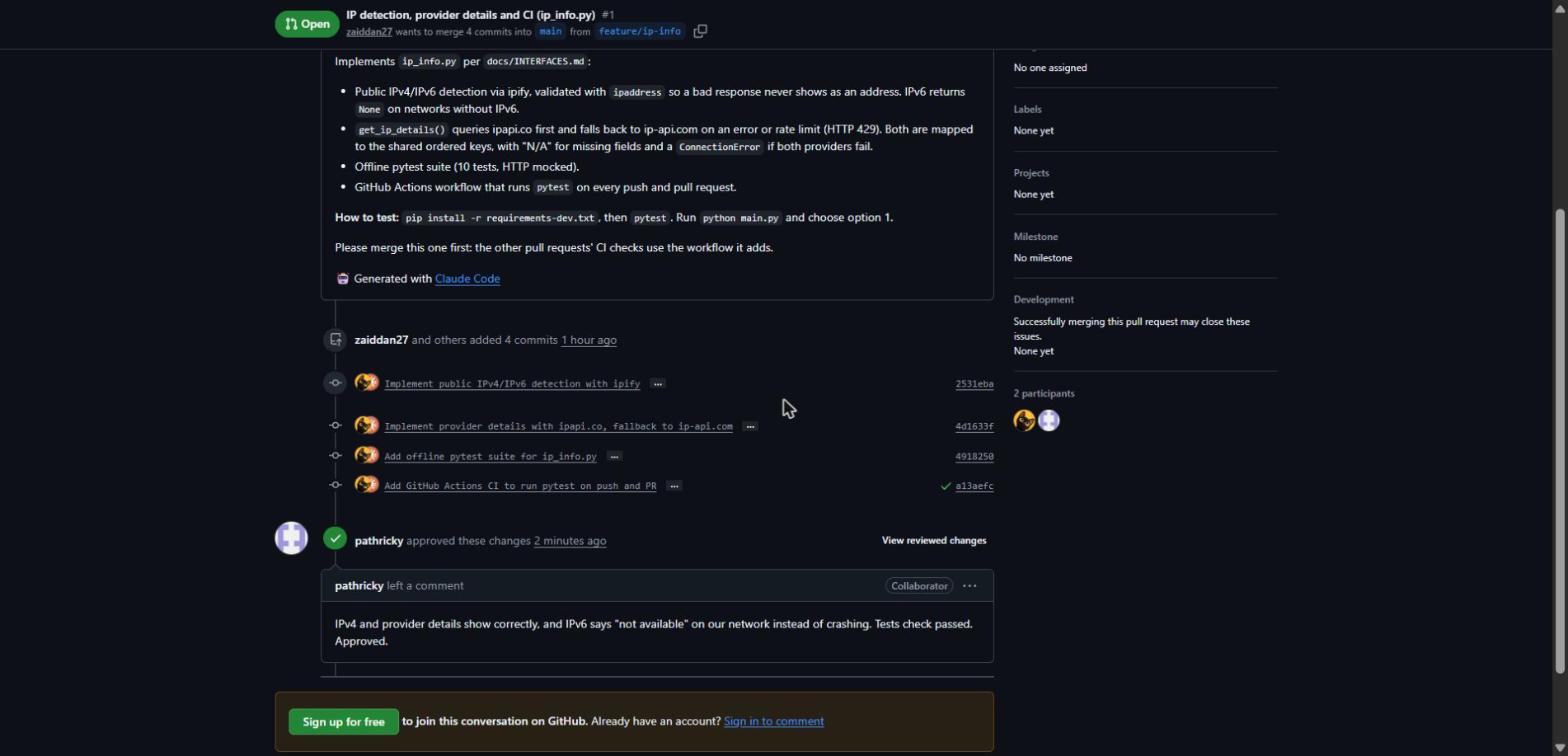 Open
IP detection, provider details and CI (ip_info.py) #1
zaiddan27 wants to merge 4 commits into main from feature/ip-info
Implements ip_info.py per docs/INTERFACES.md :
• Public IPv4/IPv6 detection via ipify, validated with ipaddress so a bad response never shows as an address. IPv6 returns
None on networks without IPv6.
• get_ip_details() queries ipapi.co first and falls back to ip-api.com on an error or rate limit (HTTP 429). Both are mapped
to the shared ordered keys, with "N/A" for missing fields and a ConnectionError if both providers fail.
• Offline pytest suite (10 tests, HTTP mocked).
• GitHub Actions workflow that runs pytest on every push and pull request.
How to test: pip install -r requirements-dev.txt, then pytest. Run python main.py and choose option 1.
Please merge this one first: the other pull requests' CI checks use the workflow it adds.
Generated with Claude Code
zaiddan27 and others added 4 commits 1 hour ago
Implement public IPv4/IPv6 detection with ipify ... 2531eba
Implement provider details with ipapi.co, fallback to ip-api.com ... 4d1633f
Add offline pytest suite for ip_info.py ... 4918250
Add GitHub Actions CI to run pytest on push and PR ... a13aefc
pathricky approved these changes 2 minutes ago
View reviewed changes
pathricky left a comment
Collaborator ...
IPv4 and provider details show correctly, and IPv6 says "not available" on our network instead of crashing. Tests check passed.
Approved.
Sign up for free to join this conversation on GitHub. Already have an account? Sign in to comment
No one assigned
Labels
None yet
Projects
None yet
Milestone
No milestone
Development
Successfully merging this pull request may close these
issues.
None yet
2 participants